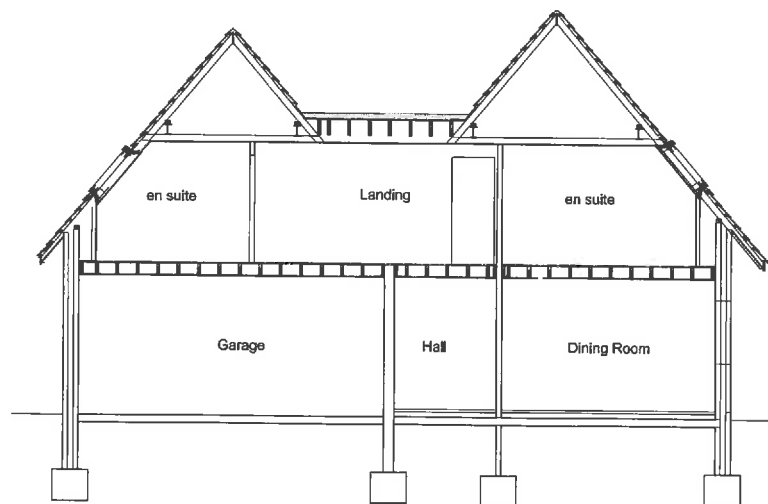 en suite
Landing
en suite
Garage
Hall
Dining Room